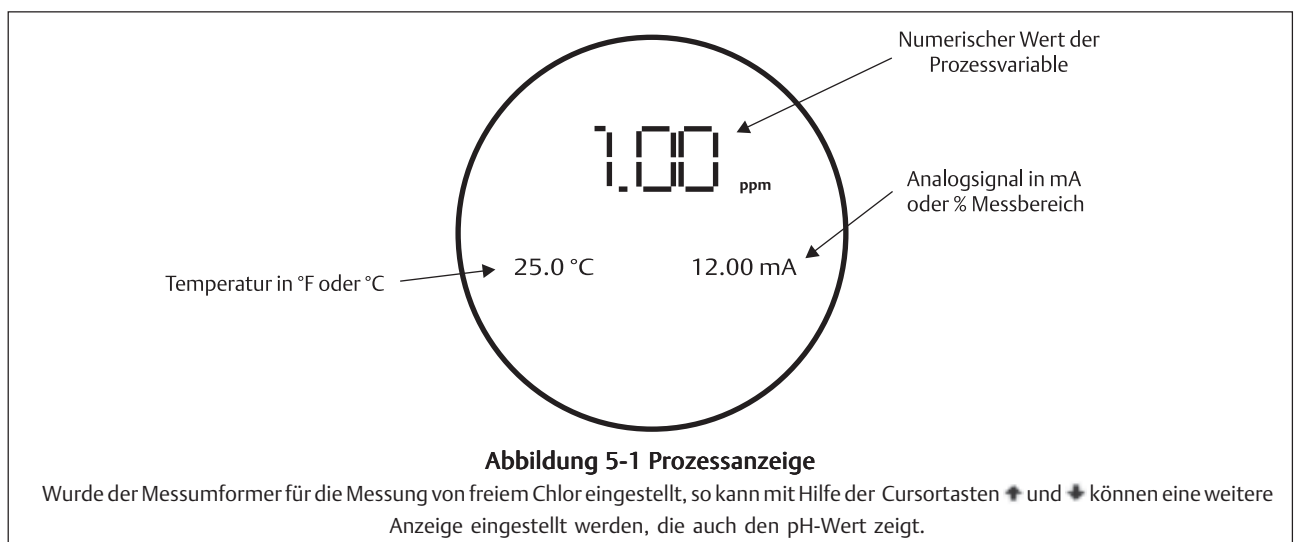 Numerischer Wert der
Prozessvariable
1.00
ppm
Analogsignal in mA
oder % Messbereich
25.0 °C
12.00 mA
Temperatur in °F oder °C
Abbildung 5-1 Prozessanzeige
Wurde der Messumformer für die Messung von freiem Chlor eingestellt, so kann mit Hilfe der Cursortasten 🡅 und 🡇 können eine weitere
Anzeige eingestellt werden, die auch den pH-Wert zeigt.